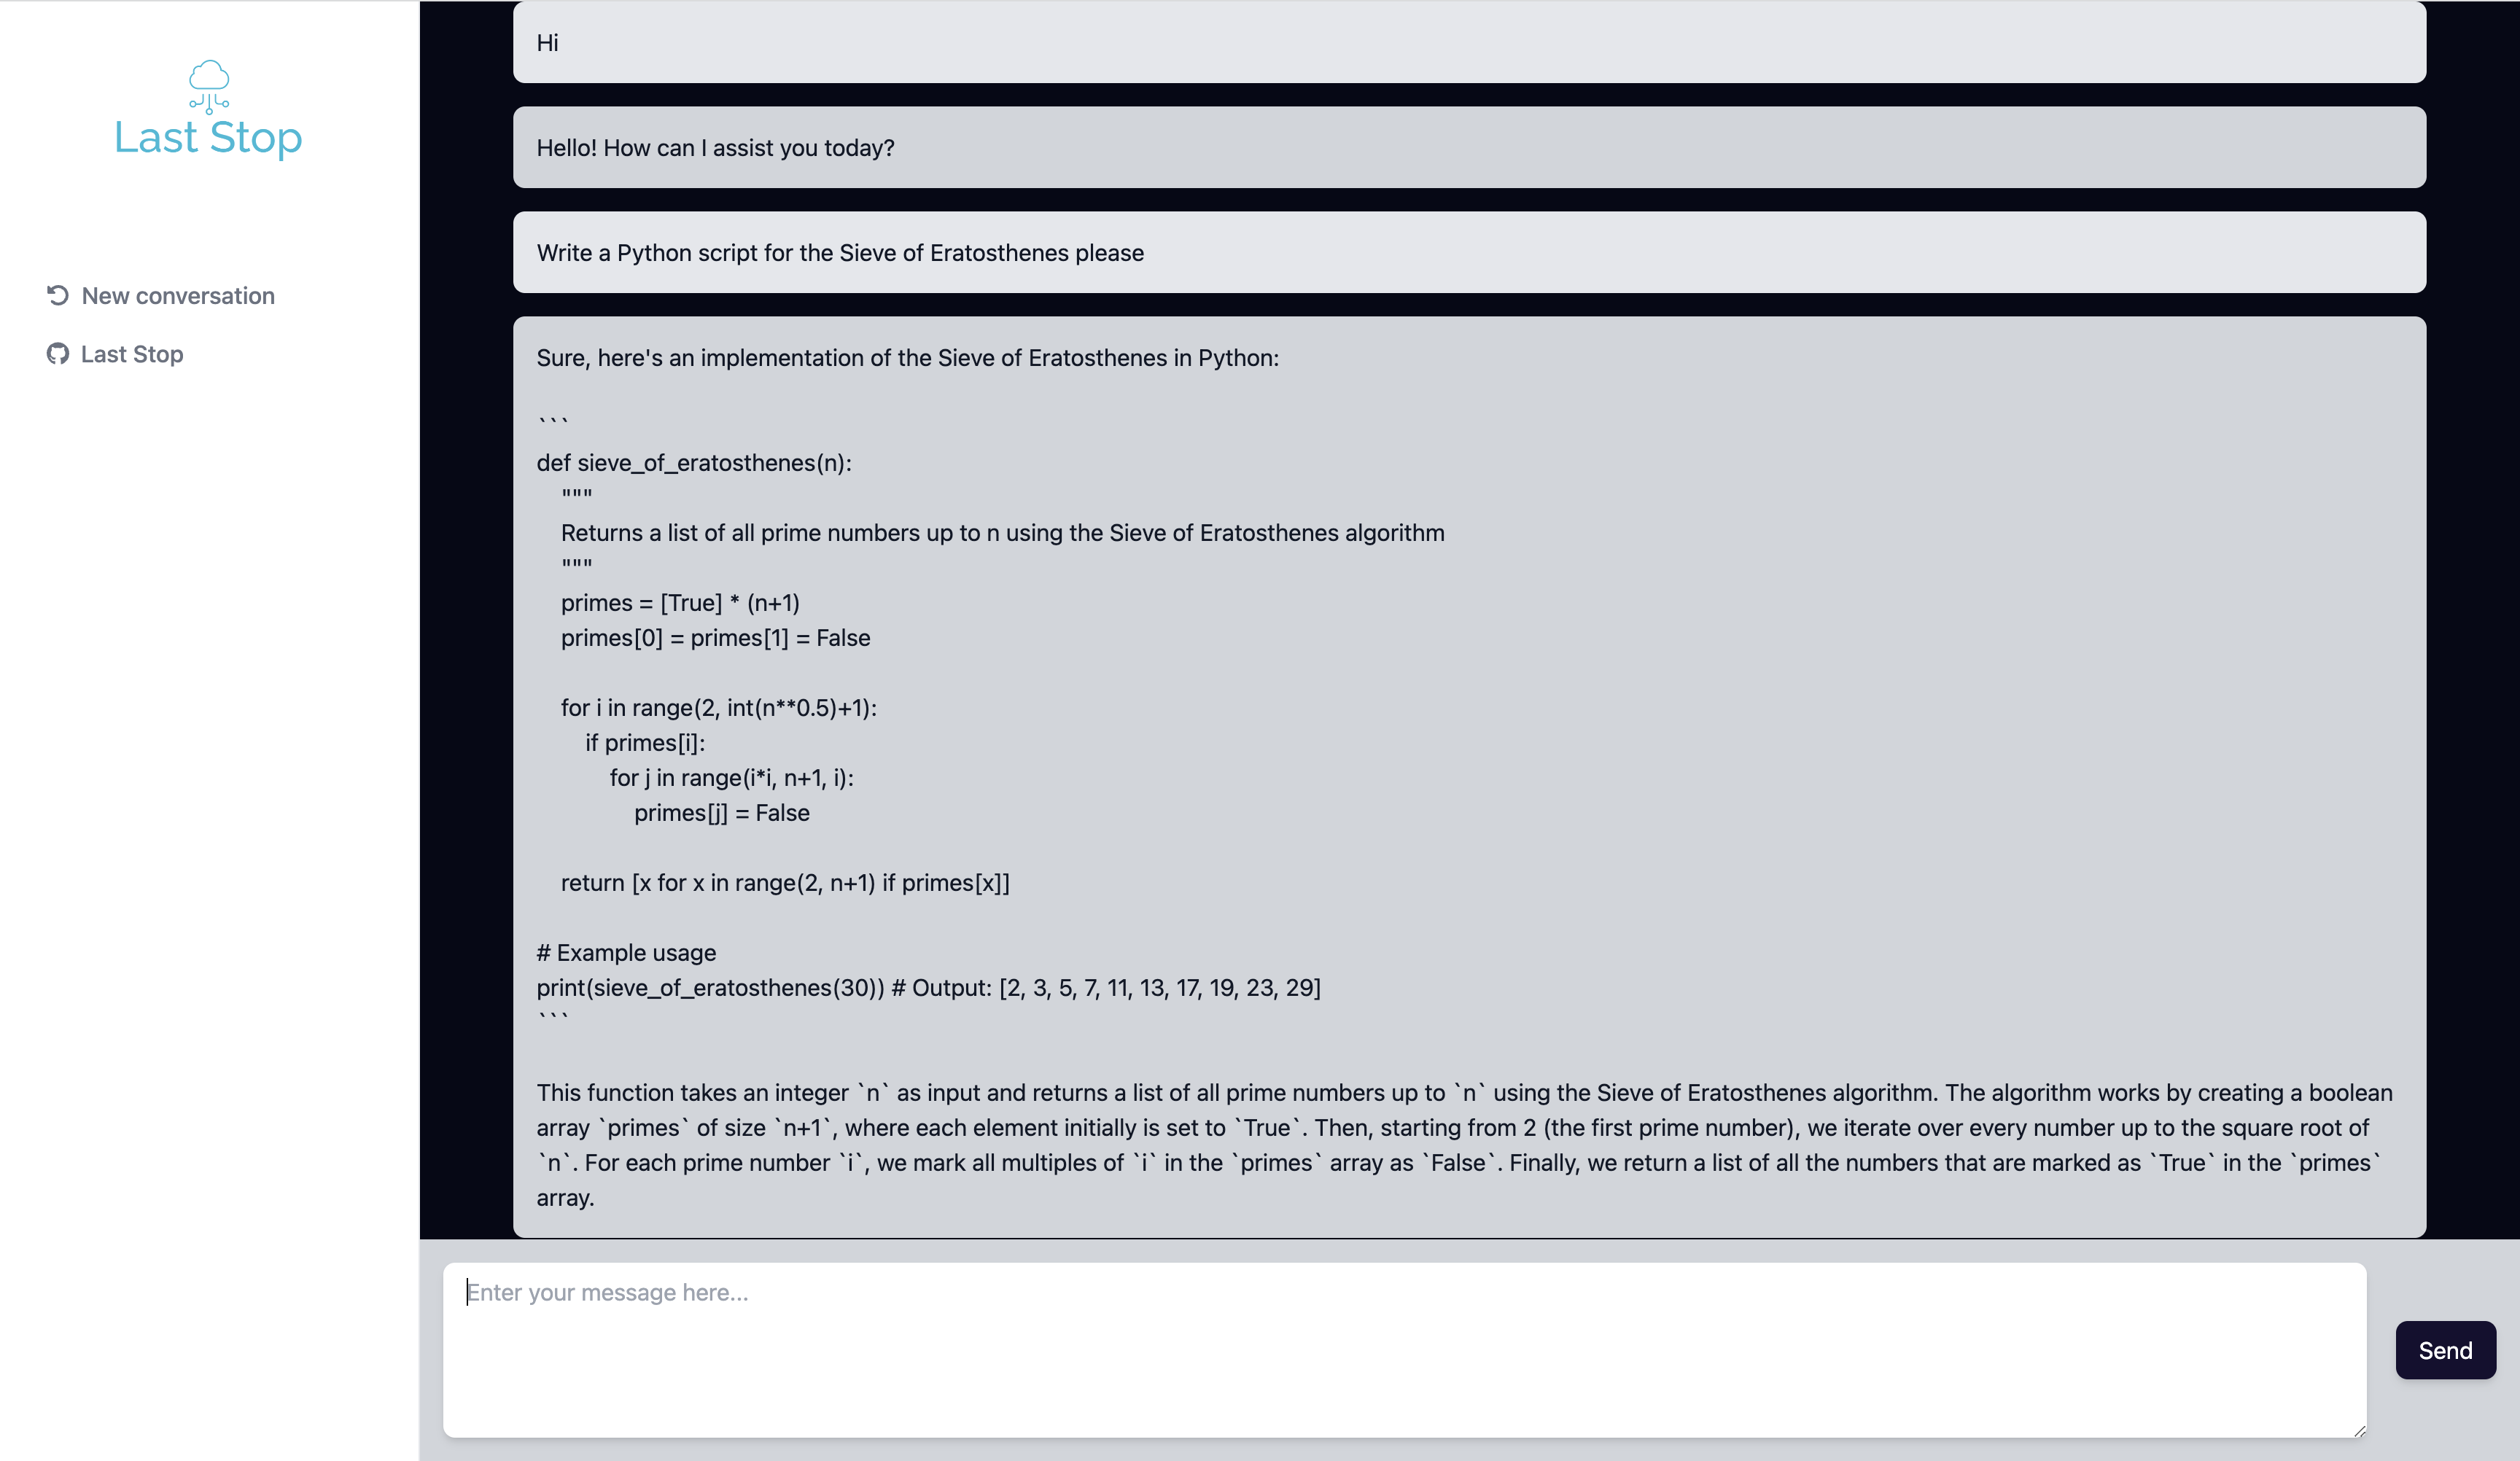 Last Stop
New conversation
Last Stop
Hi
Hello! How can I assist you today?
Write a Python script for the Sieve of Eratosthenes please
Sure, here's an implementation of the Sieve of Eratosthenes in Python:
```
def sieve_of_eratosthenes(n):
    """
    Returns a list of all prime numbers up to n using the Sieve of Eratosthenes algorithm
    """
    primes = [True] * (n+1)
    primes[0] = primes[1] = False
    for i in range(2, int(n**0.5)+1):
        if primes[i]:
            for j in range(i*i, n+1, i):
                primes[j] = False
    return [x for x in range(2, n+1) if primes[x]]
# Example usage
print(sieve_of_eratosthenes(30)) # Output: [2, 3, 5, 7, 11, 13, 17, 19, 23, 29]
```
This function takes an integer `n` as input and returns a list of all prime numbers up to `n` using the Sieve of Eratosthenes algorithm. The algorithm works by creating a boolean
array `primes` of size `n+1`, where each element initially is set to `True`. Then, starting from 2 (the first prime number), we iterate over every number up to the square root of
`n`. For each prime number `i`, we mark all multiples of `i` in the `primes` array as `False`. Finally, we return a list of all the numbers that are marked as `True` in the `primes`
array.
Enter your message here...
Send